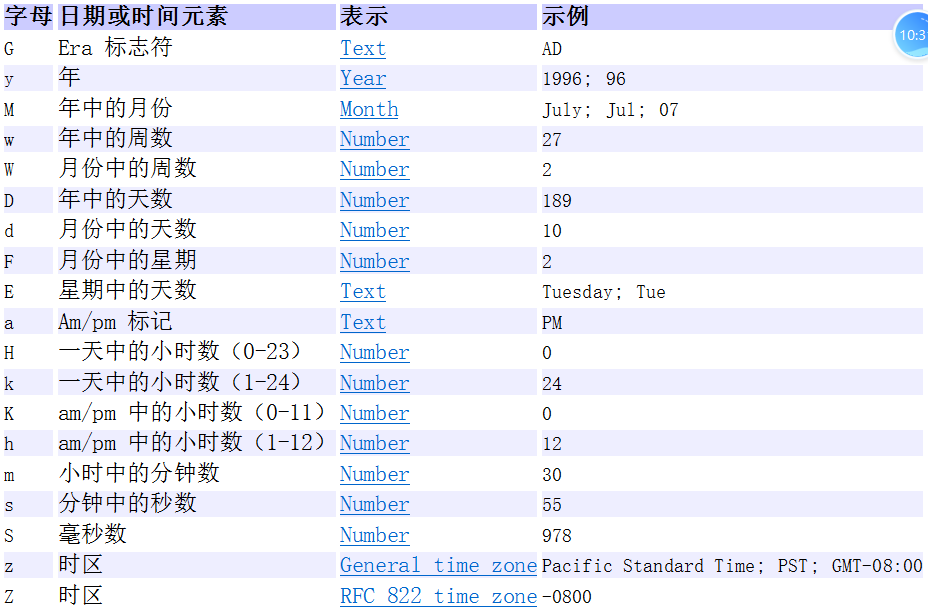 字母 日期或时间元素 表示 示例
G Era 标志符 Text AD
y 年 Year 1996; 96
M 年中的月份 Month July; Jul; 07
w 年中的周数 Number 27
W 月份中的周数 Number 2
D 年中的天数 Number 189
d 月份中的天数 Number 10
F 月份中的星期 Number 2
E 星期中的天数 Text Tuesday; Tue
a Am/pm 标记 Text PM
H 一天中的小时数（0-23） Number 0
k 一天中的小时数（1-24） Number 24
K am/pm 中的小时数（0-11） Number 0
h am/pm 中的小时数（1-12） Number 12
m 小时中的分钟数 Number 30
s 分钟中的秒数 Number 55
S 毫秒数 Number 978
z 时区 General time zone Pacific Standard Time; PST; GMT-08:00
Z 时区 RFC 822 time zone -0800